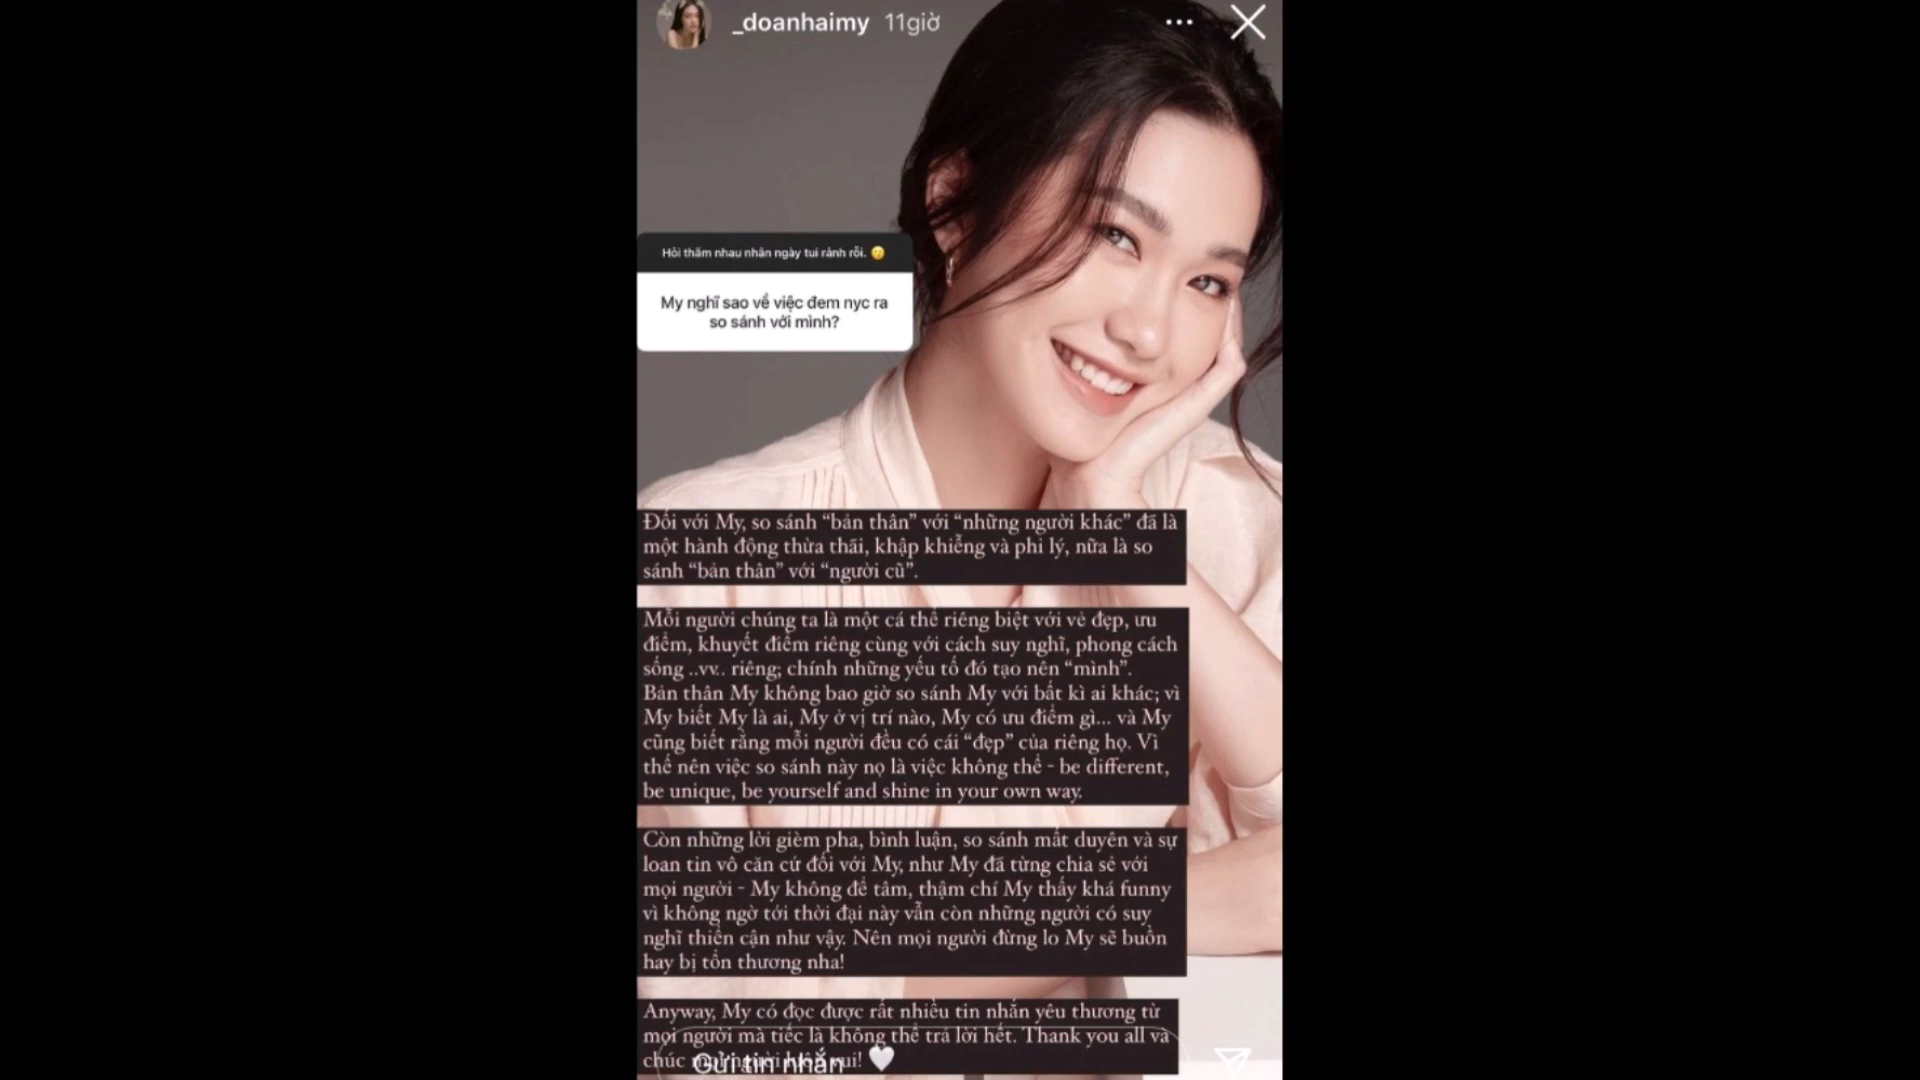 _doanhaimy 11giờ
Hỏi thăm nhau nhân ngày tui rảnh rỗi. 🤫
My nghĩ sao về việc đem nyc ra
so sánh với mình?
Đối với My, so sánh “bản thân” với “những người khác” đã là
một hành động thừa thãi, khập khiễng và phi lý, nữa là so
sánh “bản thân” với “người cũ”.
Mỗi người chúng ta là một cá thể riêng biệt với vẻ đẹp, ưu
điểm, khuyết điểm riêng cùng với cách suy nghĩ, phong cách
sống ..vv.. riêng; chính những yếu tố đó tạo nên “mình”.
Bản thân My không bao giờ so sánh My với bất kì ai khác; vì
My biết My là ai, My ở vị trí nào, My có ưu điểm gì... và My
cũng biết rằng mỗi người đều có cái “đẹp” của riêng họ. Vì
thế nên việc so sánh này nọ là việc không thể - be different,
be unique, be yourself and shine in your own way.
Còn những lời gièm pha, bình luận, so sánh mất duyên và sự
loan tin vô căn cứ đối với My, như My đã từng chia sẻ với
mọi người - My không để tâm, thậm chí My thấy khá funny
vì không ngờ tới thời đại này vẫn còn những người có suy
nghĩ thiển cận như vậy. Nên mọi người đừng lo My sẽ buồn
hay bị tổn thương nha!
Anyway, My có đọc được rất nhiều tin nhắn yêu thương từ
mọi người mà tiếc là không thể trả lời hết. Thank you all và
chúc vui! 🤍
Gửi tin nhắn